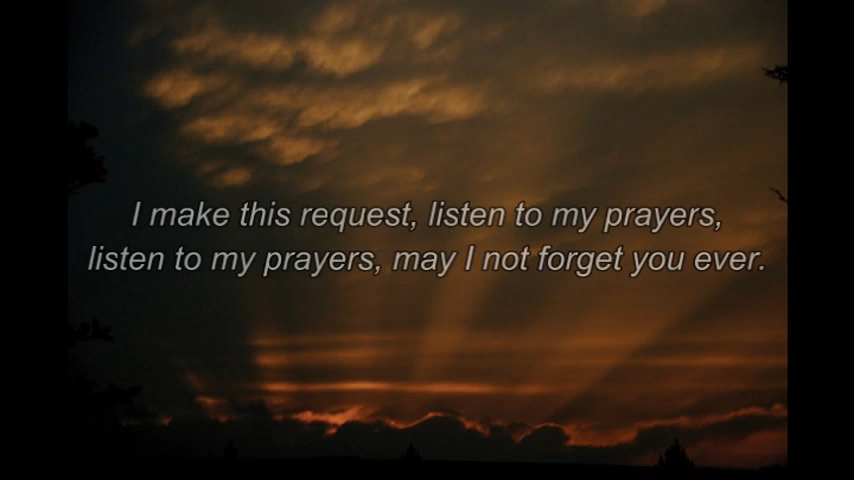 I make this request, listen to my prayers,
listen to my prayers, may I not forget you ever.